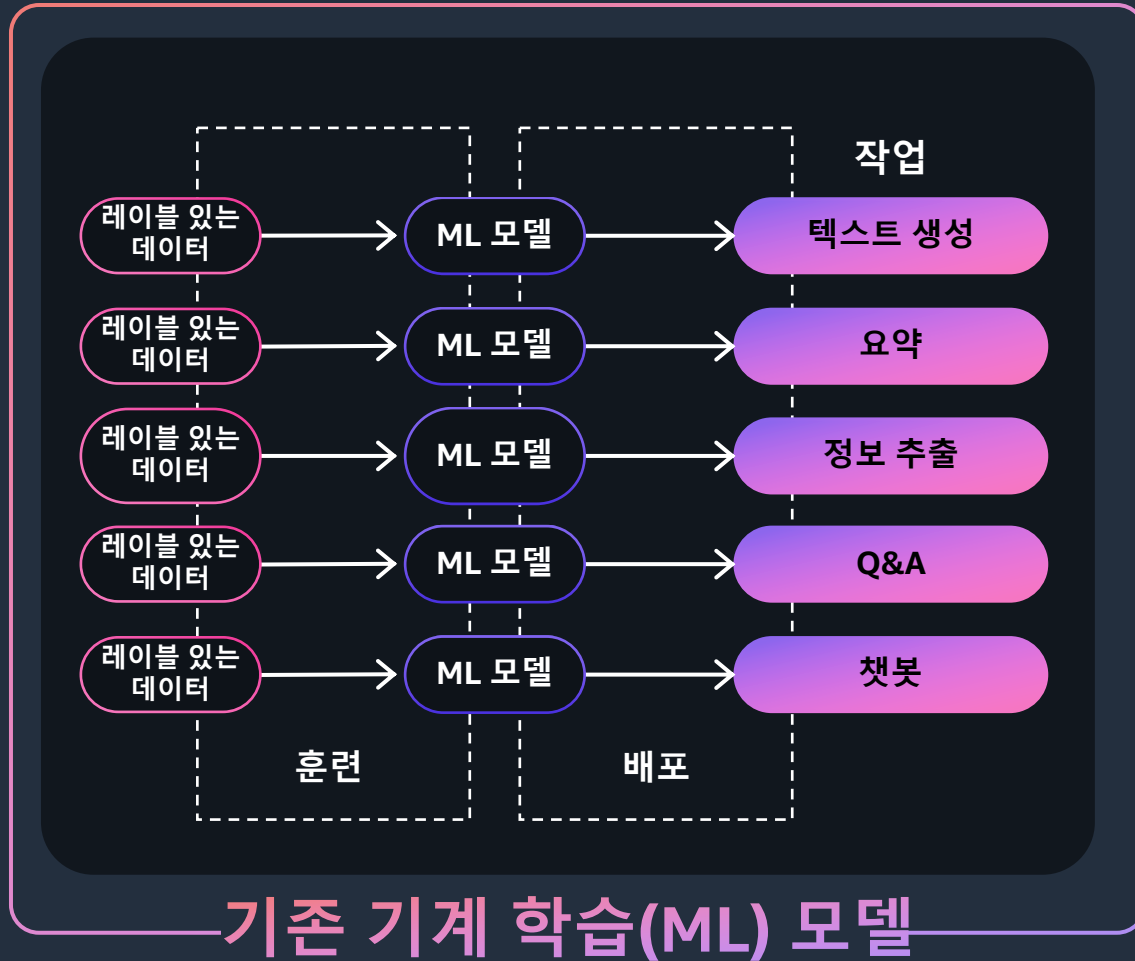 작업
레이블 있는
데이터
ML 모델
텍스트 생성
레이블 있는
데이터
ML 모델
요약
레이블 있는
데이터
ML 모델
정보 추출
레이블 있는
데이터
ML 모델
Q&A
레이블 있는
데이터
ML 모델
챗봇
훈련
배포
기존 기계 학습(ML) 모델